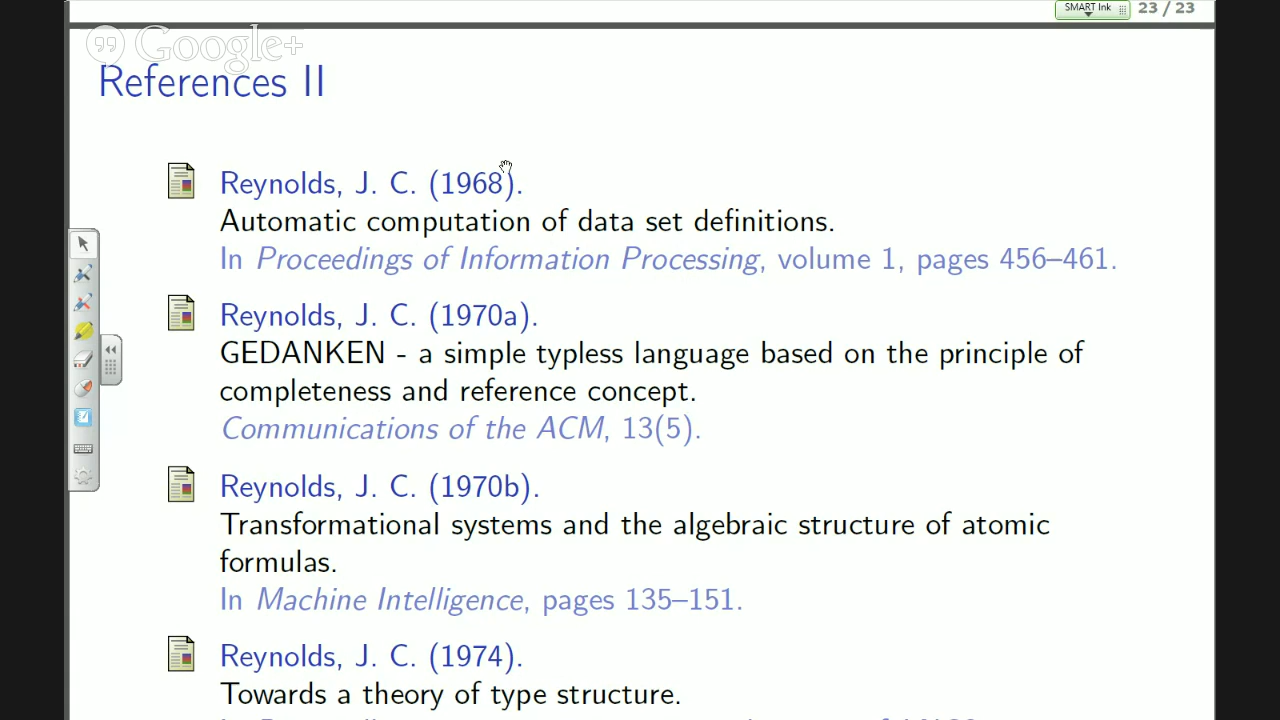 SMART Ink
23 / 23
Google+
References II
Reynolds, J. C. (1968).
Automatic computation of data set definitions.
In Proceedings of Information Processing, volume 1, pages 456–461.
Reynolds, J. C. (1970a).
GEDANKEN - a simple typless language based on the principle of
completeness and reference concept.
Communications of the ACM, 13(5).
Reynolds, J. C. (1970b).
Transformational systems and the algebraic structure of atomic
formulas.
In Machine Intelligence, pages 135–151.
Reynolds, J. C. (1974).
Towards a theory of type structure.